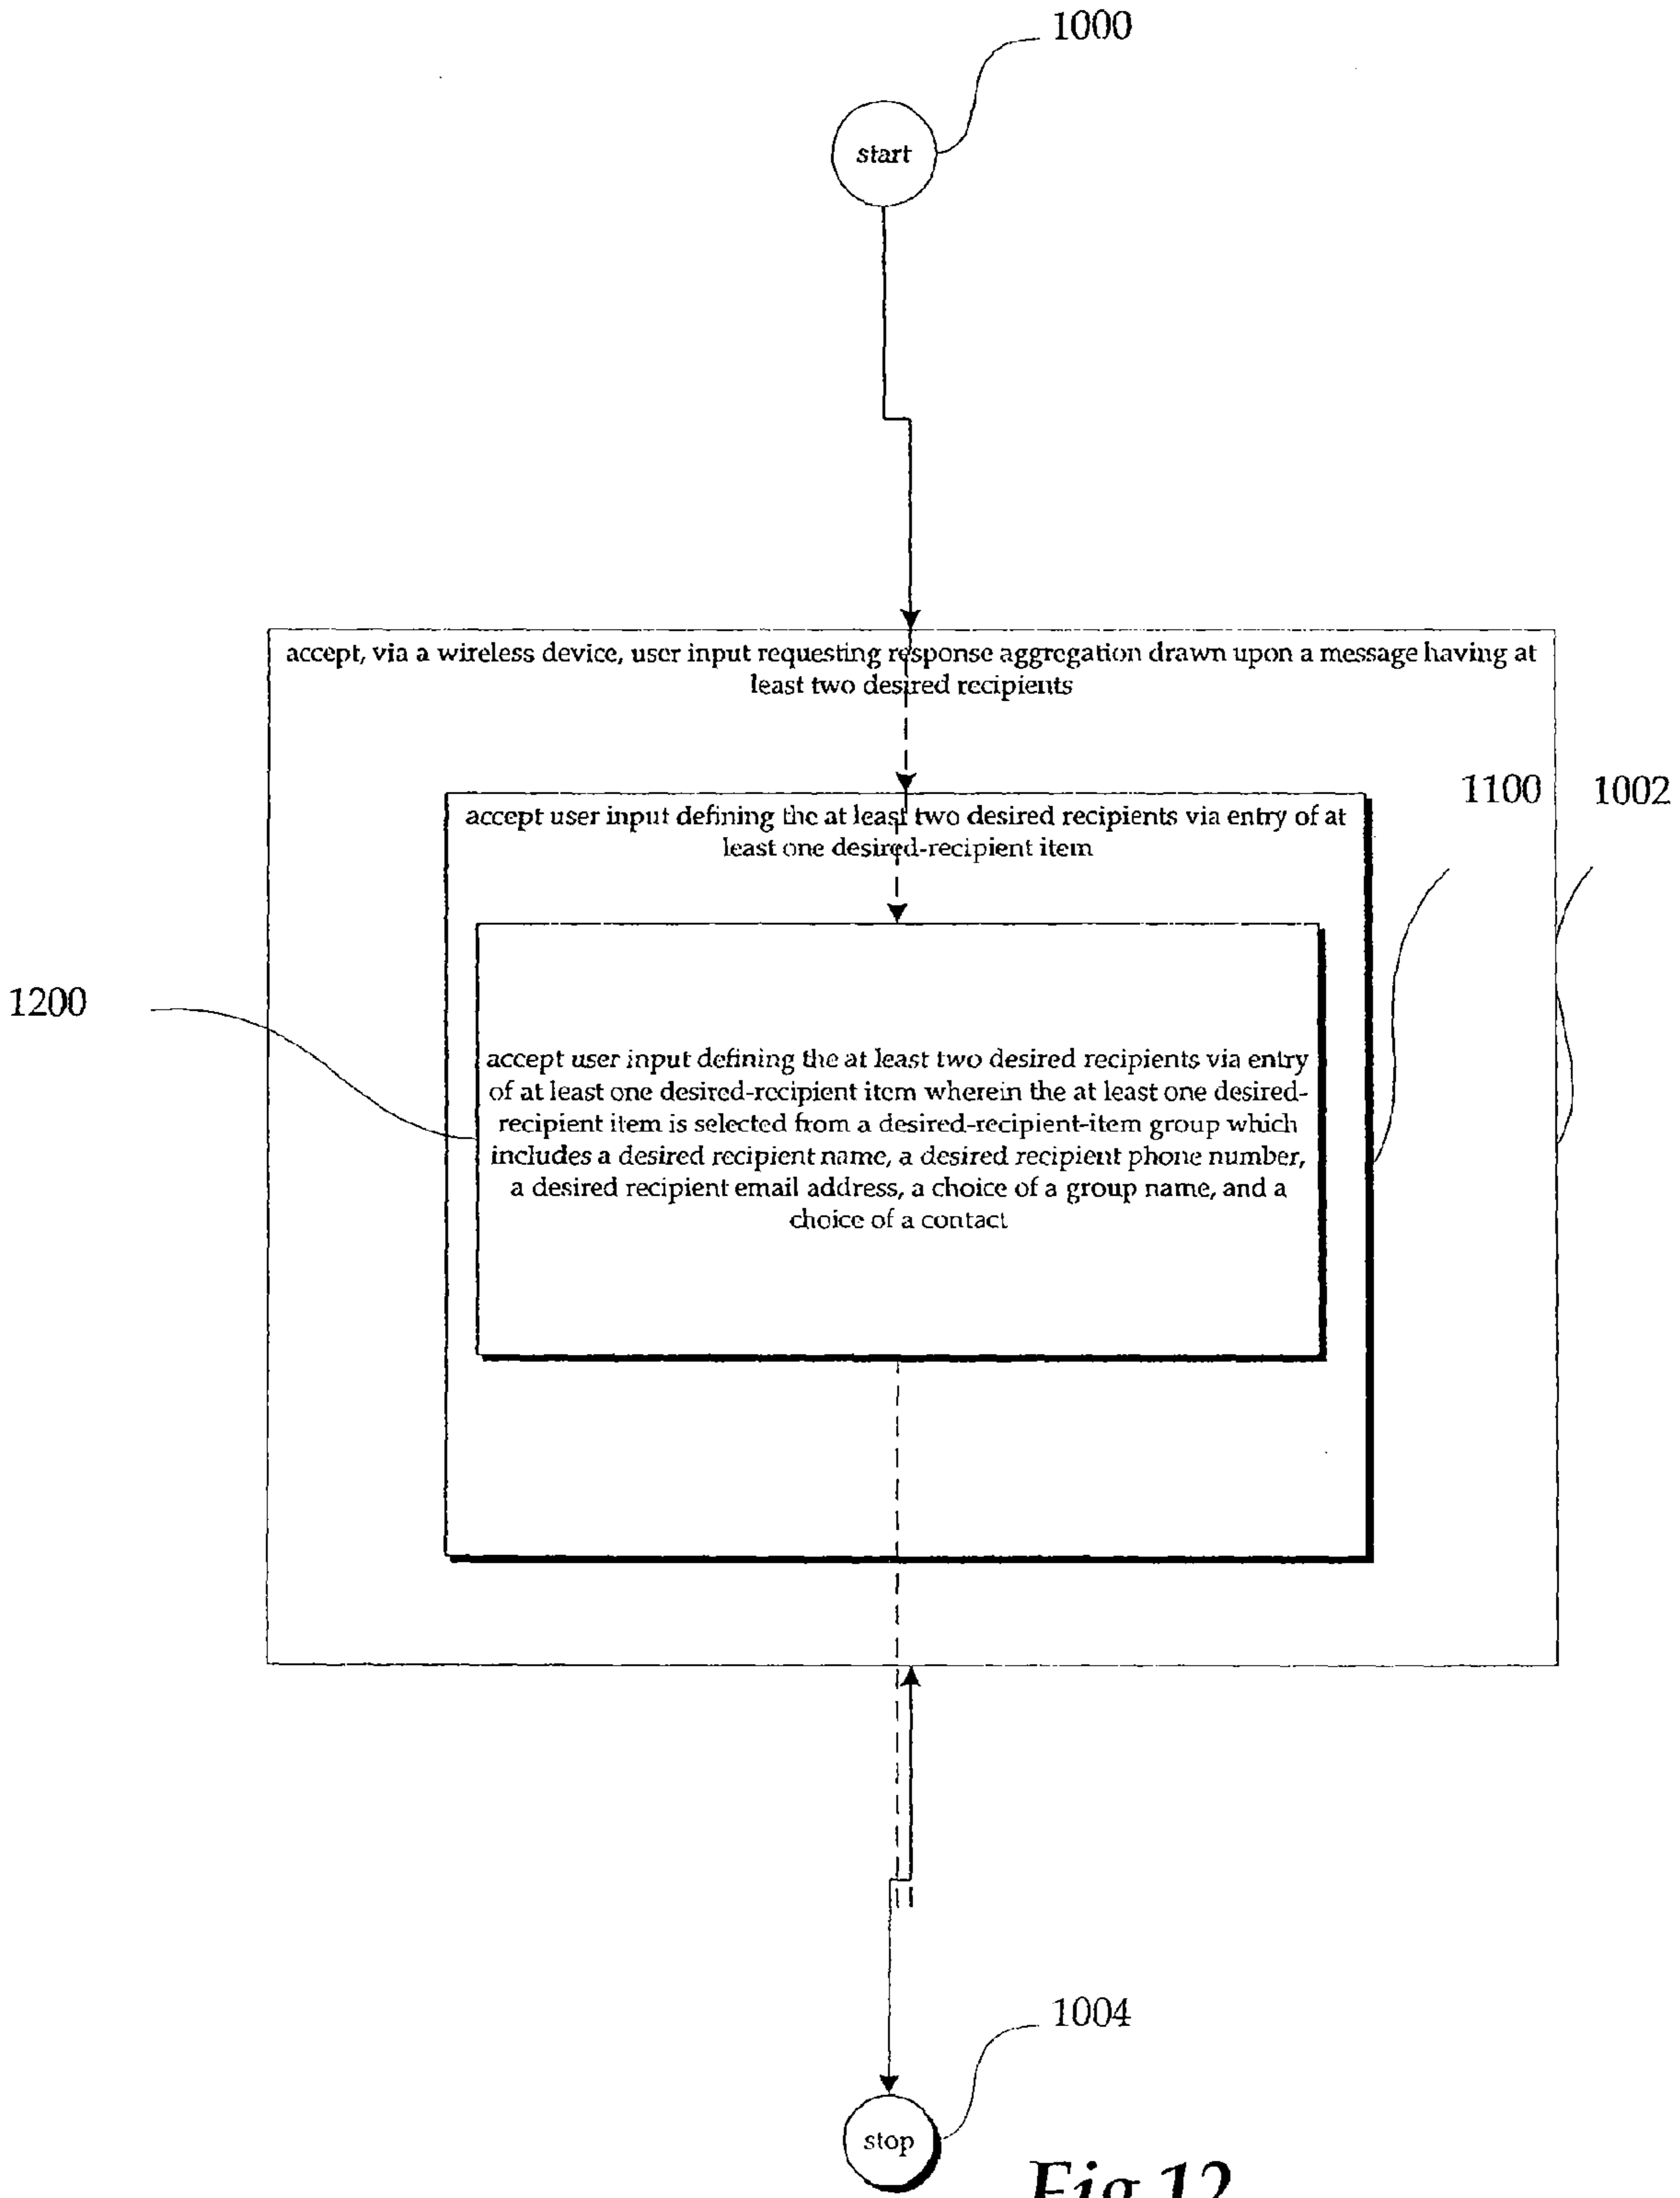 1000
start
accept, via a wireless device, user input requesting response aggregation drawn upon a message having at
least two desired recipients
1100
1002
accept user input defining the at least two desired recipients via entry of at
least one desired-recipient item
1200
accept user input defining the at least two desired recipients via entry
of at least one desired-recipient item wherein the at least one desired-
recipient item is selected from a desired-recipient-item group which
includes a desired recipient name, a desired recipient phone number,
a desired recipient email address, a choice of a group name, and a
choice of a contact
1004
stop
Fig 12